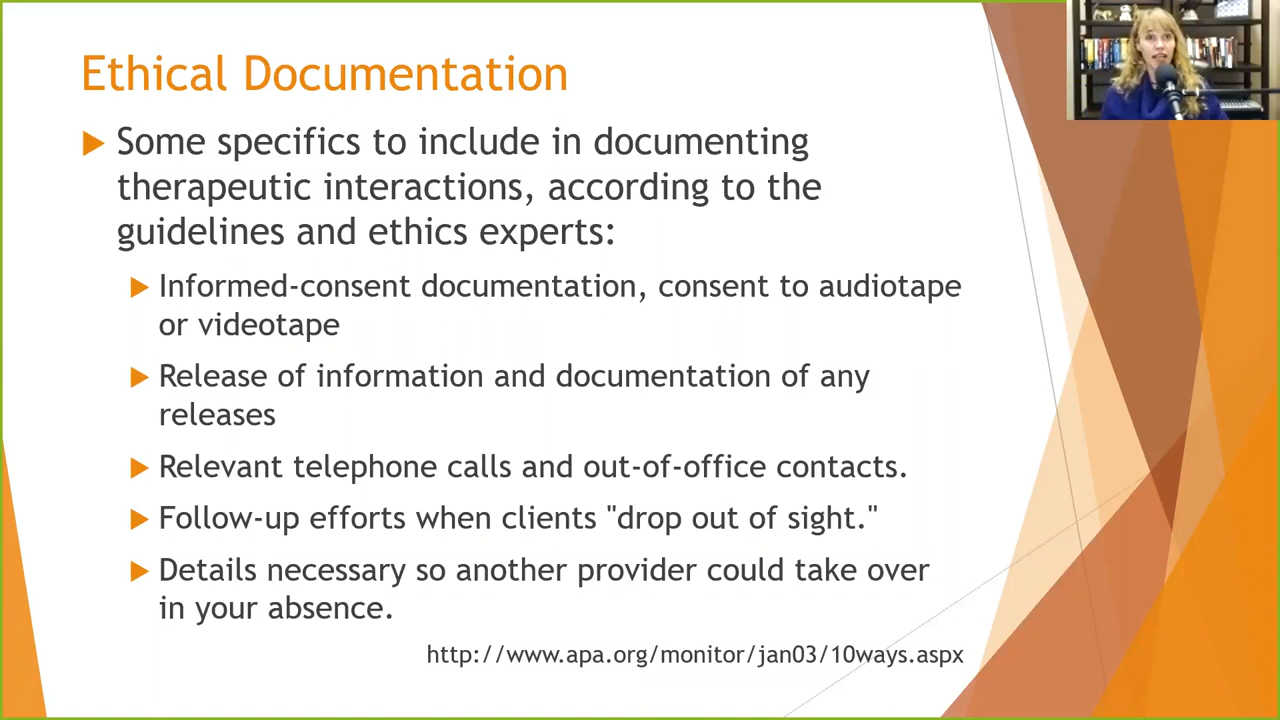 Ethical Documentation
Some specifics to include in documenting
therapeutic interactions, according to the
guidelines and ethics experts:
Informed-consent documentation, consent to audiotape
or videotape
Release of information and documentation of any
releases
Relevant telephone calls and out-of-office contacts.
Follow-up efforts when clients "drop out of sight."
Details necessary so another provider could take over
in your absence.
http://www.apa.org/monitor/jan03/10ways.aspx